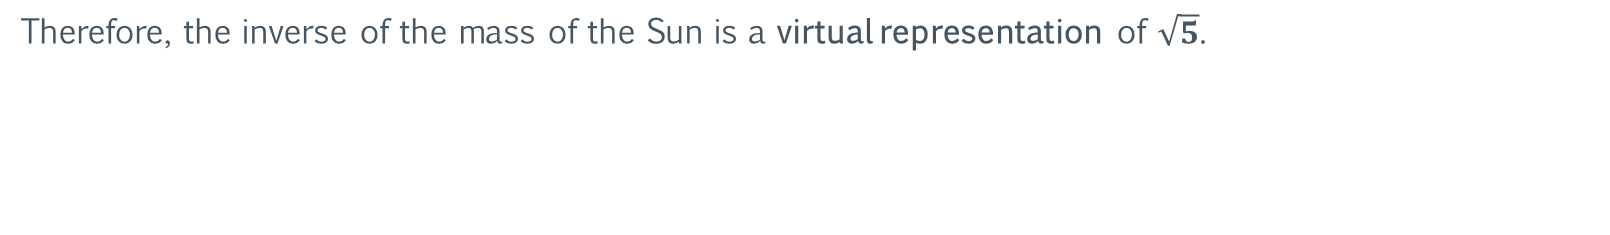 Therefore, the inverse of the mass of the Sun is a virtual representation of √5.